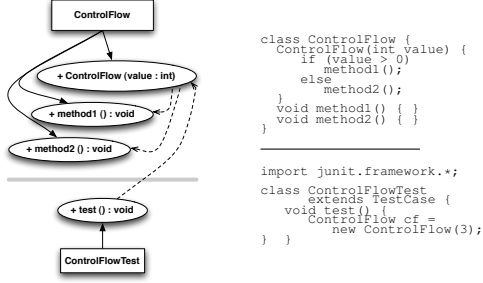 ControlFlow
+ ControlFlow (value : int)
+ method1 () : void
+ method2 () : void
+ test () : void
ControlFlowTest
class ControlFlow {
ControlFlow(int value) {
if (value > 0)
method1();
else
method2();
}
void method1() { }
void method2() { }
}
import junit.framework.*;
class ControlFlowTest
extends TestCase {
void test() {
ControlFlow cf =
new ControlFlow(3);
} }